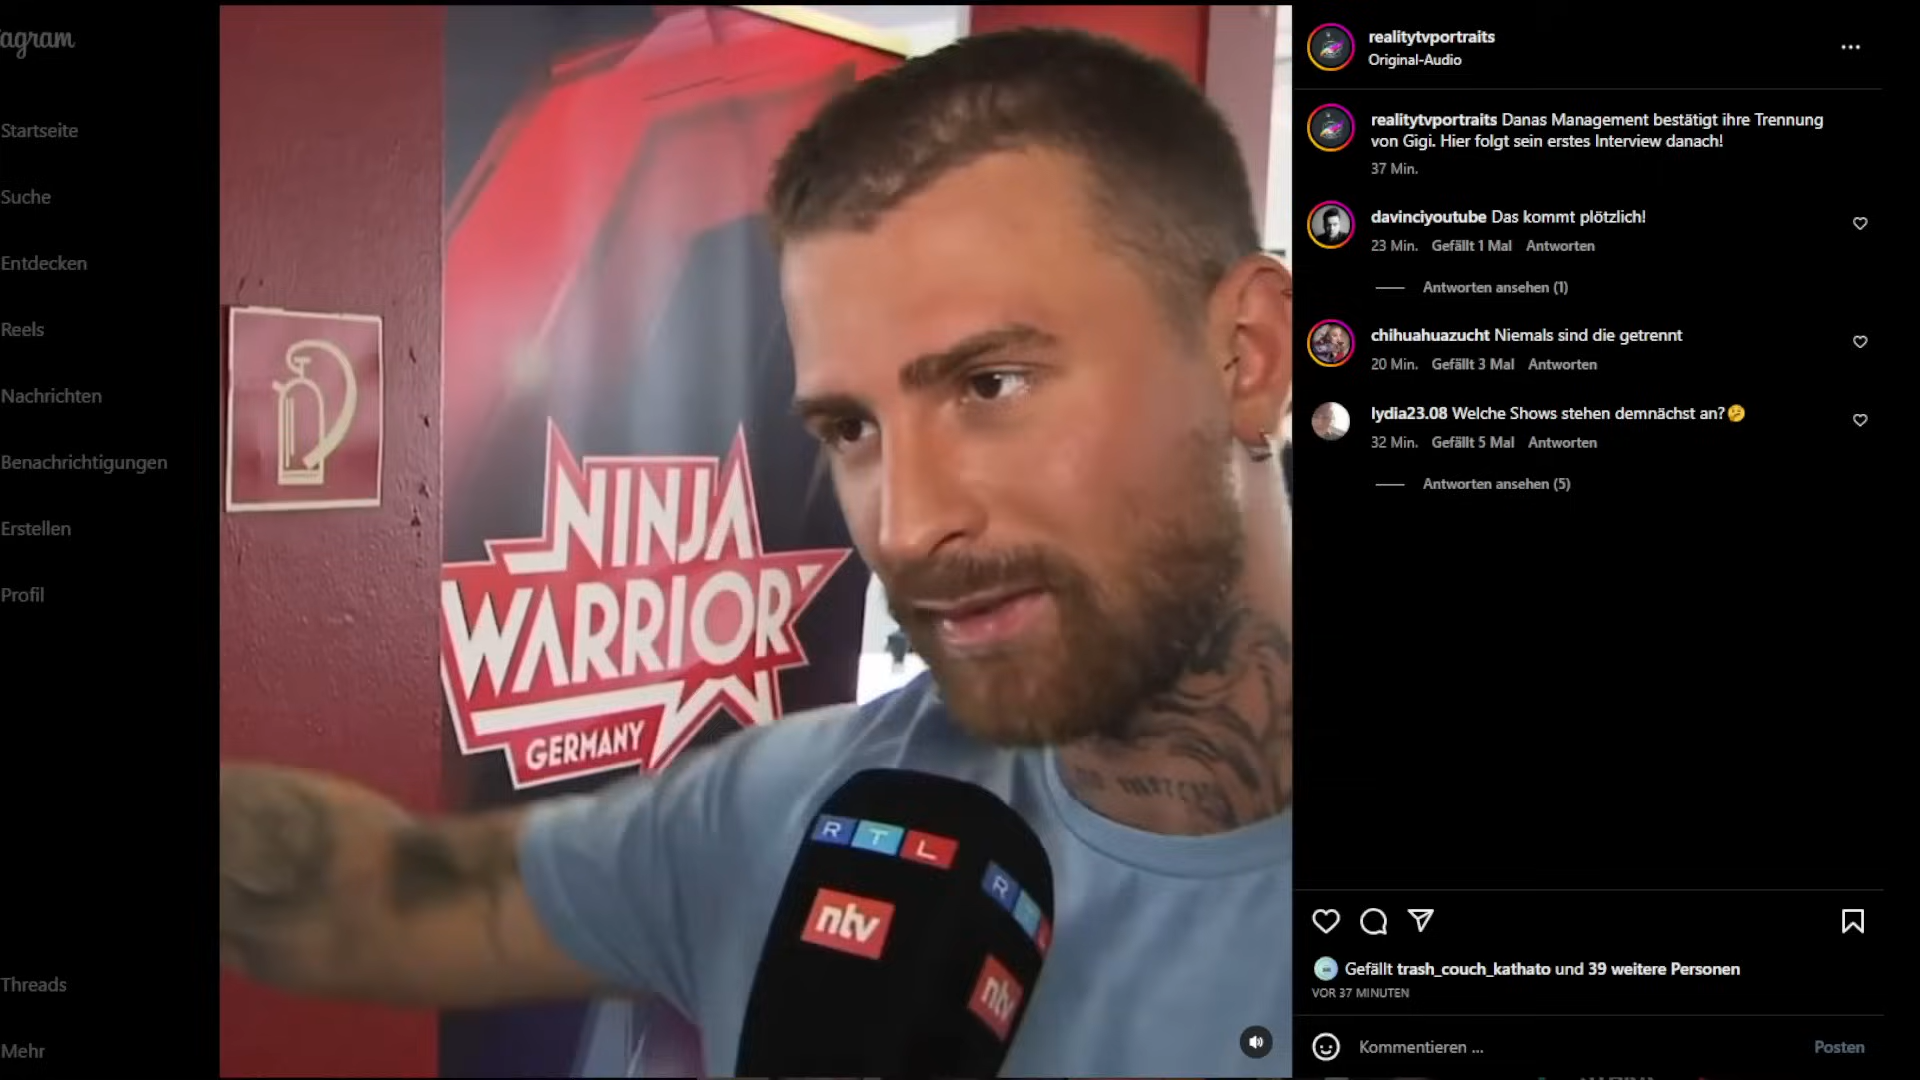 agram
Startseite
Suche
Entdecken
Reels
Nachrichten
Benachrichtigungen
Erstellen
Profil
Threads
Mehr
NINJA
WARRIOR
GERMANY
RTL
ntv
RTL
ntv
realitytvportraits
Original-Audio
realitytvportraits Danas Management bestätigt ihre Trennung
von Gigi. Hier folgt sein erstes Interview danach!
37 Min.
davinciyoutube Das kommt plötzlich!
23 Min. Gefällt 1 Mal Antworten
Antworten ansehen (1)
chihuahuazucht Niemals sind die getrennt
20 Min. Gefällt 3 Mal Antworten
lydia23.08 Welche Shows stehen demnächst an?🤔
32 Min. Gefällt 5 Mal Antworten
Antworten ansehen (5)
Gefällt trash_couch_kathato und 39 weitere Personen
VOR 37 MINUTEN
Kommentieren ...
Posten